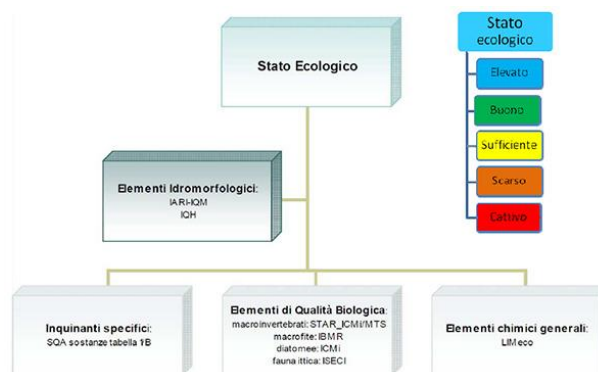 Stato Ecologico
Elementi Idromorfologici:
IARI-IQM
IQH
Inquinanti specifici:
SQA sostanze tabella 1B
Elementi di Qualità Biologica:
macroinvertebrati: STAR_ICMi/MTS
macrofite: IBMR
diatomee: ICMi
fauna ittica: ISECI
Elementi chimici generali:
LIMeco
Stato
ecologico
Elevato
Buono
Sufficiente
Scarso
Cattivo